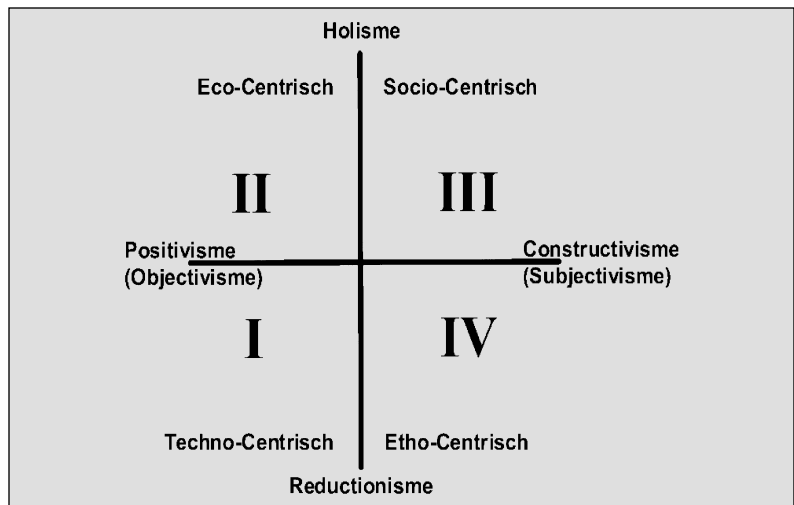 Holisme
Eco-Centrisch
Socio-Centrisch
II
III
Positivisme
(Objectivisme)
Constructivisme
(Subjectivisme)
I
IV
Techno-Centrisch
Etho-Centrisch
Reductionisme